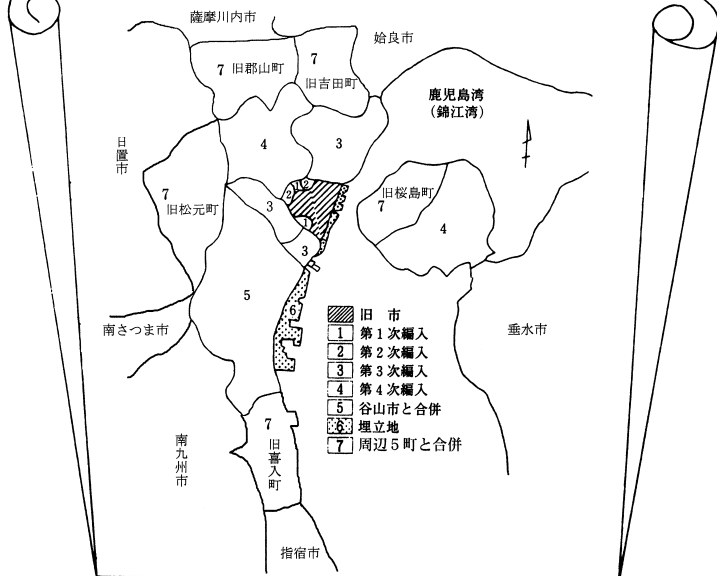 薩摩川内市
姶良市
7 旧郡山町
7
旧吉田町
鹿児島湾
(錦江湾)
日置市
4
3
7
旧松元町
2
1
2
3
1
3
旧桜島町
7
4
5
6
南さつま市
垂水市
旧 市
1 第1次編入
2 第2次編入
3 第3次編入
4 第4次編入
5 谷山市と合併
6 埋立地
7 周辺5町と合併
7
旧喜入町
南九州市
指宿市